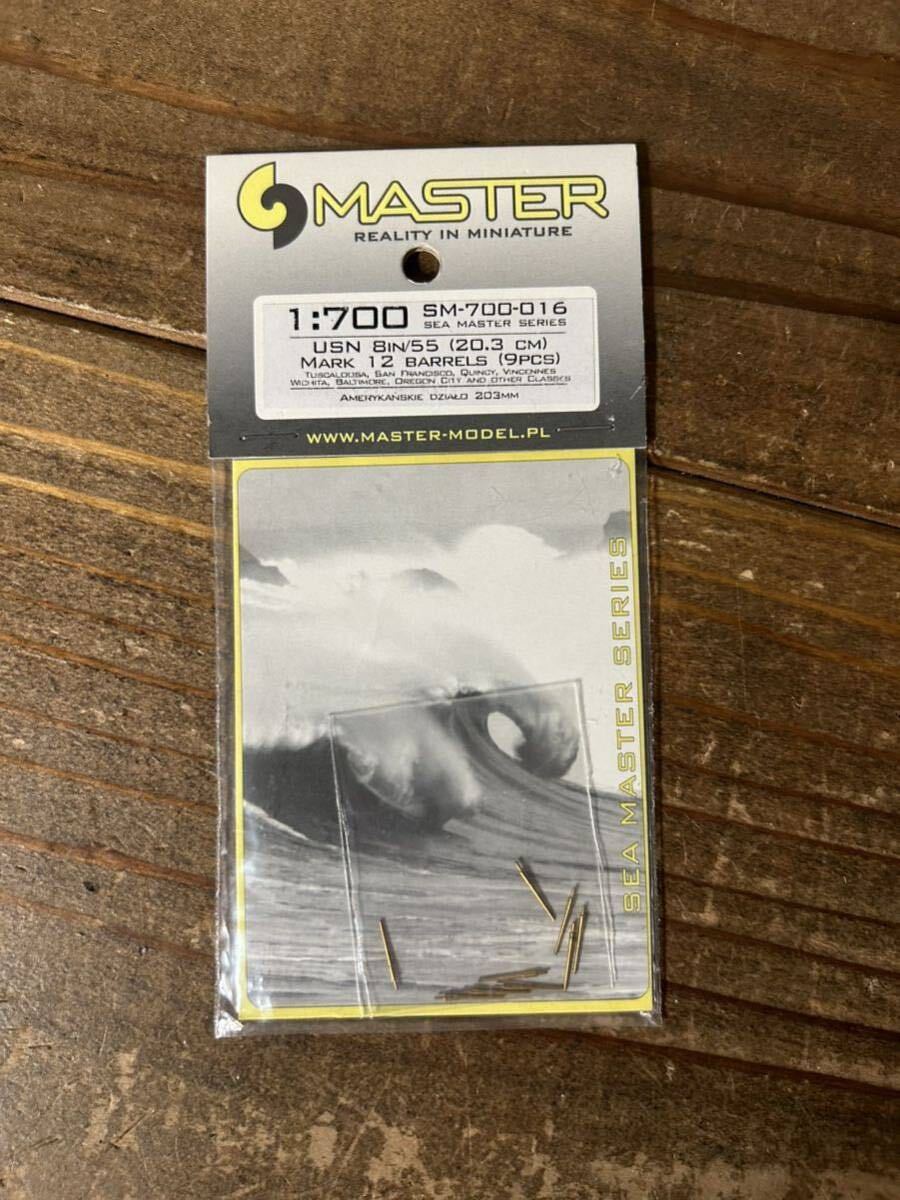 MASTER
REALITY IN MINIATURE
1:700 SM-700-016
SEA MASTER SERIES
USN 8IN/55 (20.3 CM)
MARK 12 BARRELS (9PCS)
TUSCALOUSA, SAN FRANCISCO, QUINCY, VINCENNES
WICHITA, BALTIMORE, OREGON CITY AND OTHER CLASSES
AMERYKAŃSKIE DZIAŁO 203MM
WWW.MASTER-MODEL.PL
SEA MASTER SERIES